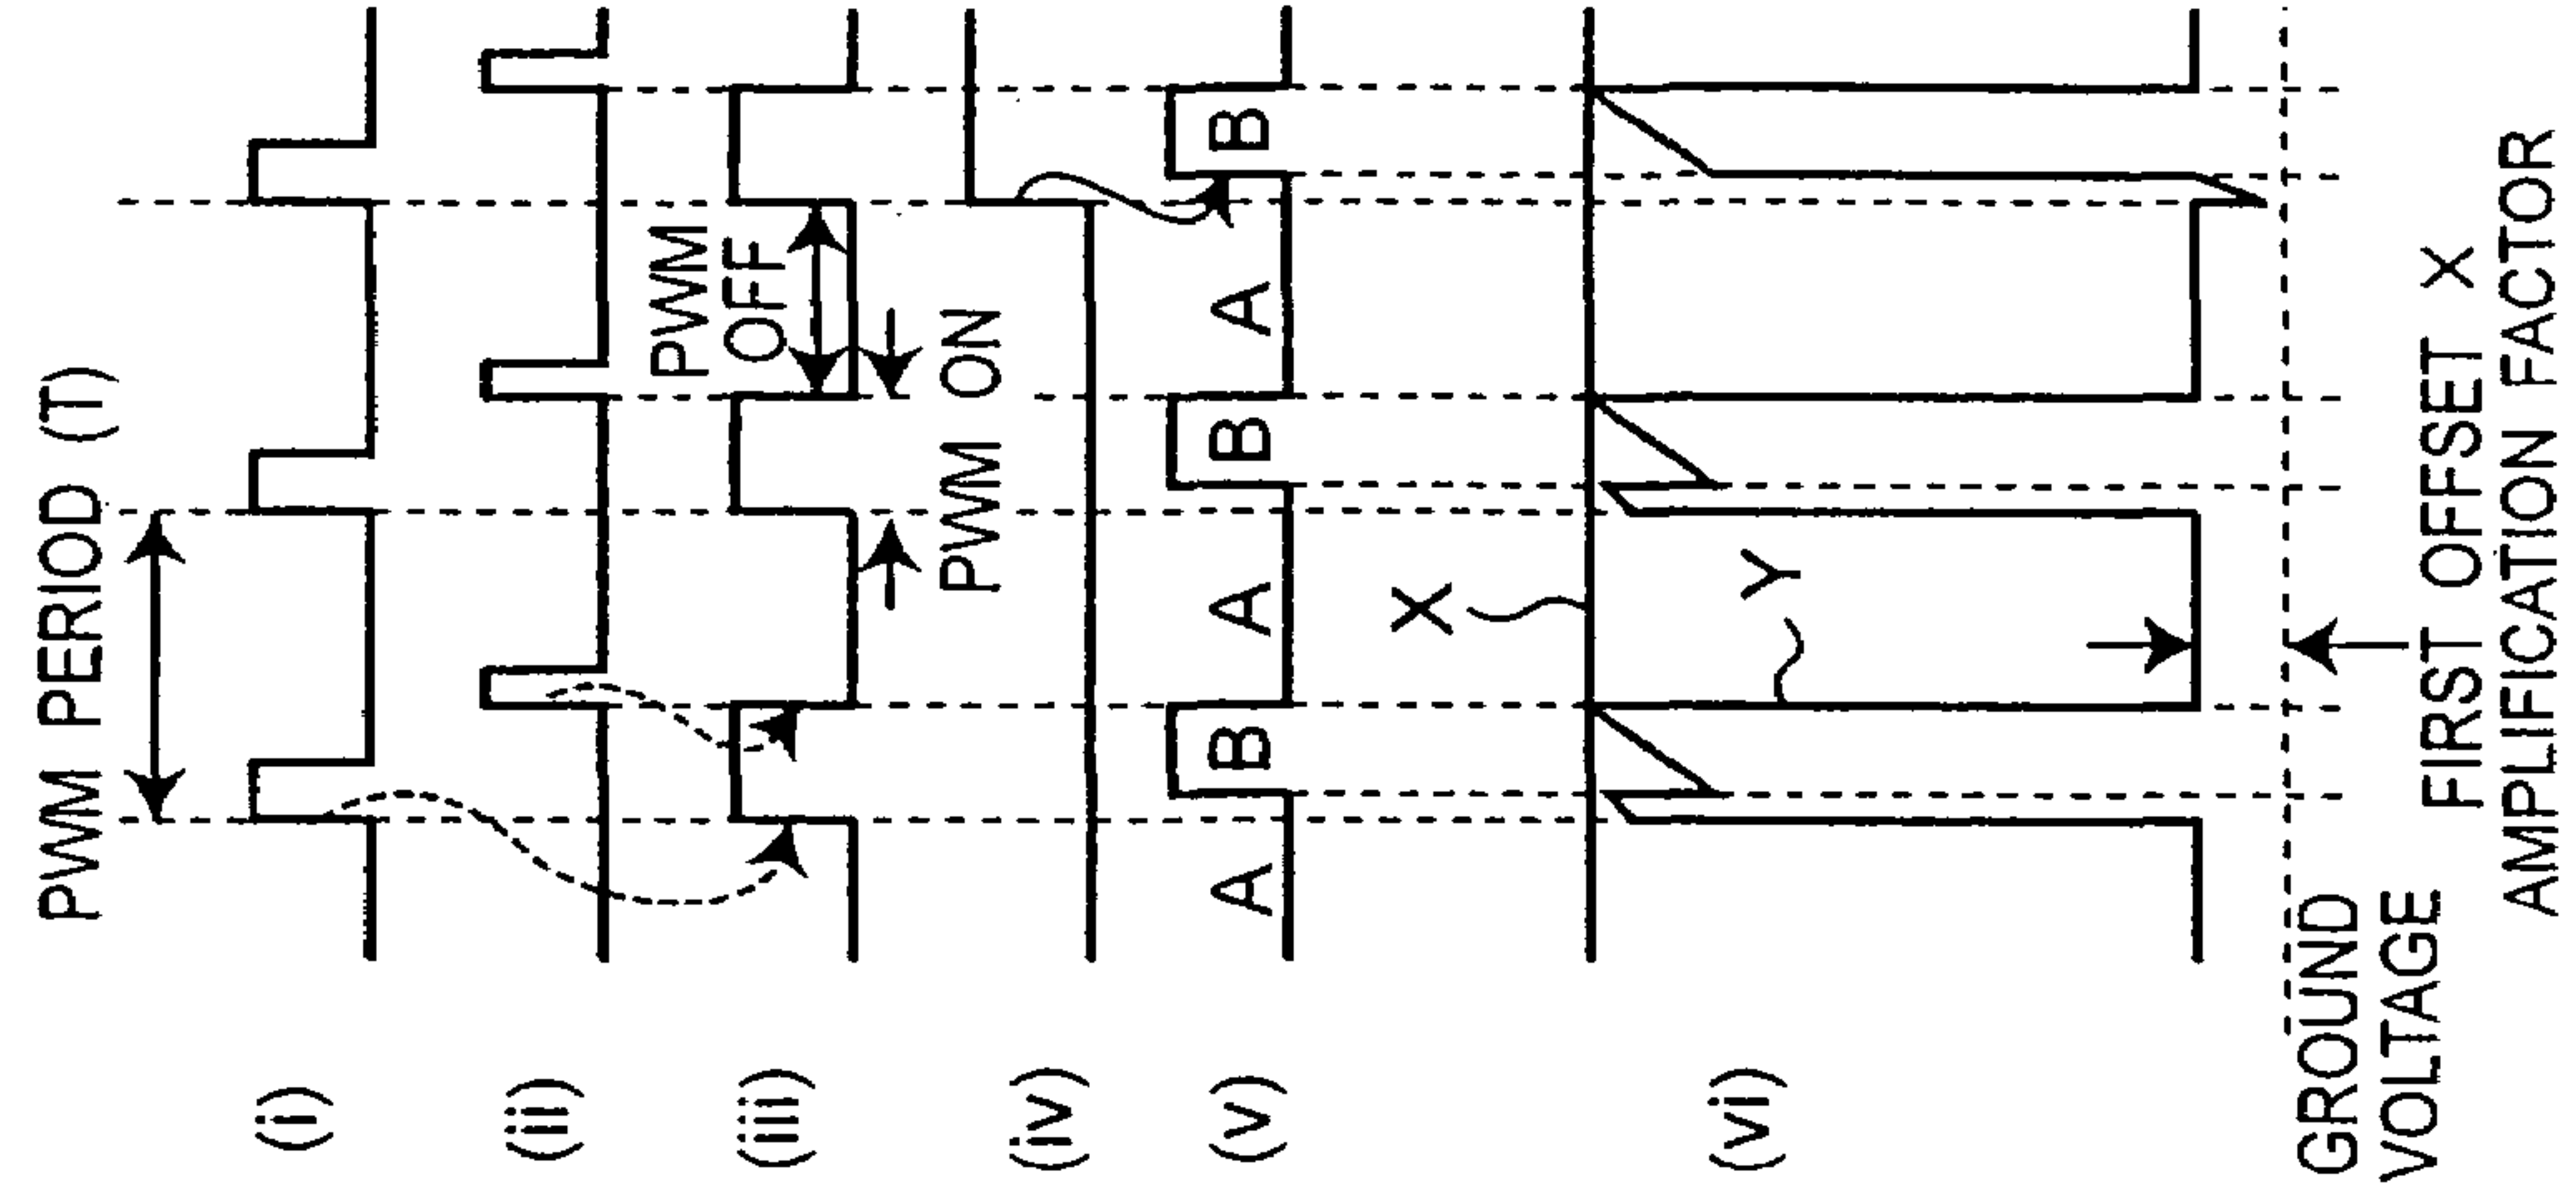 PWM PERIOD (T)
(i)
(ii)
(iii)
PWM
OFF
PWM ON
(iv)
(v)
A
B
A
B
A
B
(vi)
X
Y
GROUND
VOLTAGE
FIRST OFFSET X
AMPLIFICATION FACTOR